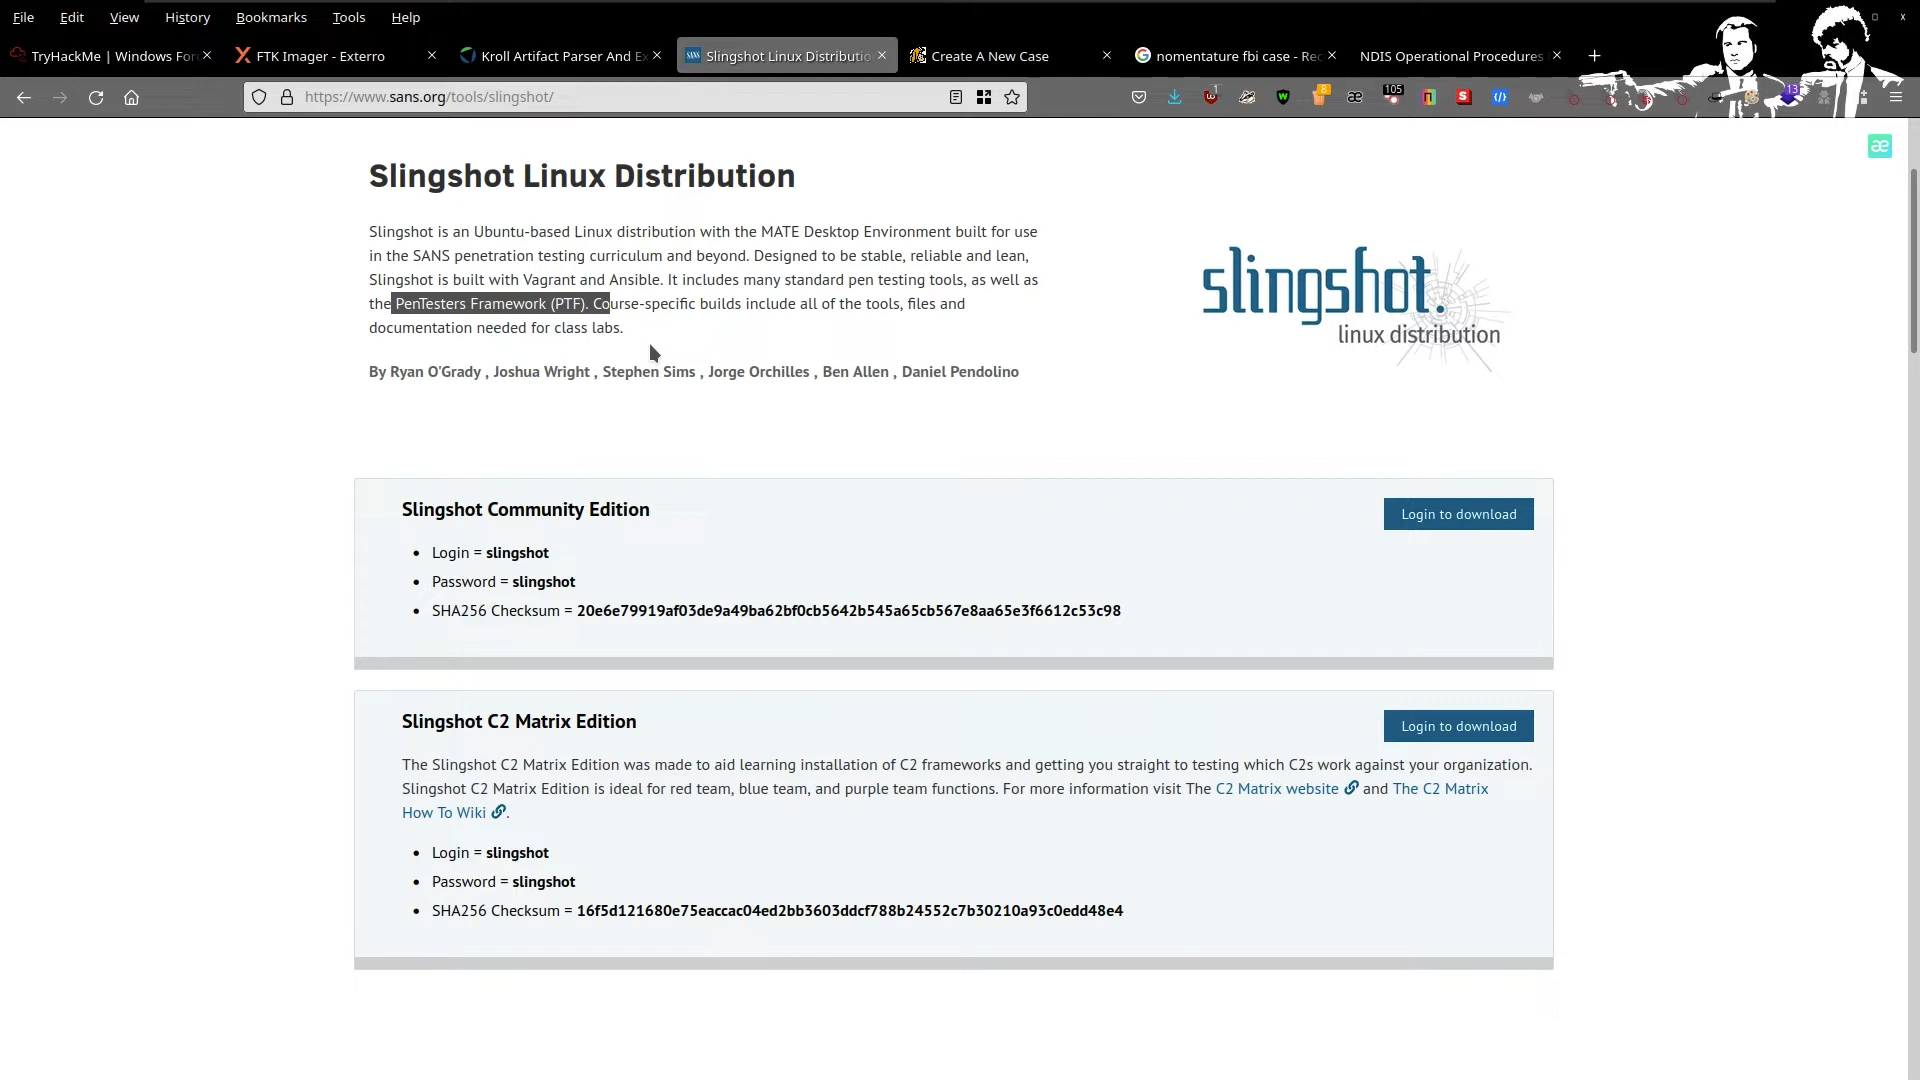 File Edit View History Bookmarks Tools Help
TryHackMe | Windows For
FTK Imager - Exterro
Kroll Artifact Parser And Ex
SANS Slingshot Linux Distributio
Create A New Case
nomentature fbi case - Rec
NDIS Operational Procedures
https://www.sans.org/tools/slingshot/
1
8
æ
105
S
13
æ
Slingshot Linux Distribution
Slingshot is an Ubuntu-based Linux distribution with the MATE Desktop Environment built for use
in the SANS penetration testing curriculum and beyond. Designed to be stable, reliable and lean,
Slingshot is built with Vagrant and Ansible. It includes many standard pen testing tools, as well as
the PenTesters Framework (PTF). Course-specific builds include all of the tools, files and
documentation needed for class labs.
By Ryan O'Grady , Joshua Wright , Stephen Sims , Jorge Orchilles , Ben Allen , Daniel Pendolino
slingshot.
linux distribution
Slingshot Community Edition
Login to download
• Login = slingshot
• Password = slingshot
• SHA256 Checksum = 20e6e79919af03de9a49ba62bf0cb5642b545a65cb567e8aa65e3f6612c53c98
Slingshot C2 Matrix Edition
Login to download
The Slingshot C2 Matrix Edition was made to aid learning installation of C2 frameworks and getting you straight to testing which C2s work against your organization.
Slingshot C2 Matrix Edition is ideal for red team, blue team, and purple team functions. For more information visit The C2 Matrix website and The C2 Matrix
How To Wiki .
• Login = slingshot
• Password = slingshot
• SHA256 Checksum = 16f5d121680e75eaccac04ed2bb3603ddcf788b24552c7b30210a93c0edd48e4